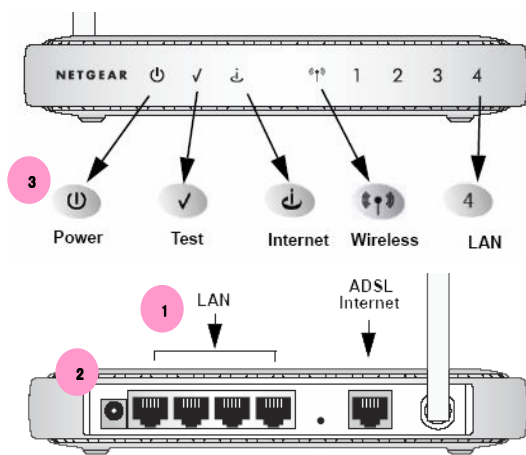 NETGEAR 1 2 3 4
3
4
Power Test Internet Wireless LAN
ADSL
Internet
1 LAN
2